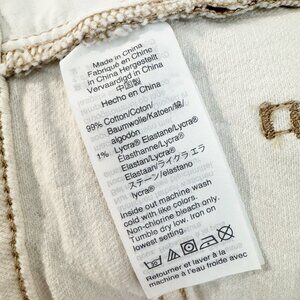 Made in China
Fabriqué en Chine
In China Hergestellt
Vervaardigd in China
中国製
Hecho en China
99% Cotton/Coton/
Baumwolle/Katoen/綿/
algodón
1% Lycra® Elastane/Lycra®
Élasthanne/Lycra®
Elastan/Lycra®
Elastaan/ライクラ エラ
ステーン/elastano
lycra®
Inside out machine wash
cold with like colors.
Non-chlorine bleach only.
Tumble dry low. Iron on
lowest setting.
Retourner et laver à la
machine à l'eau froide avec